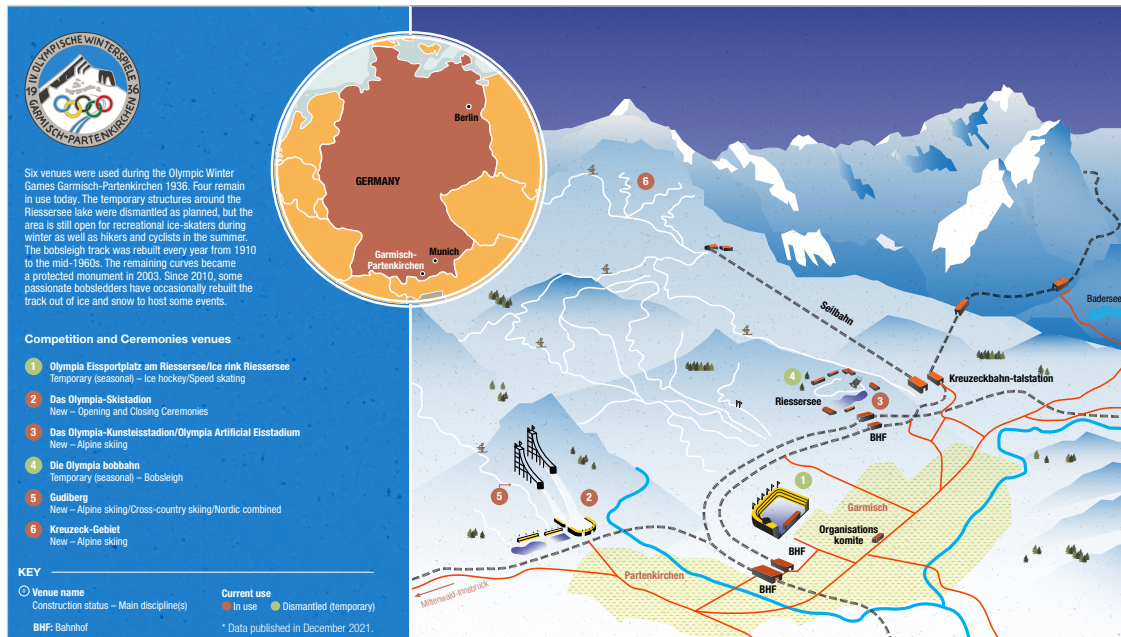 IV. OLYMPISCHE WINTERSPIELE
1936
GARMISCH-PARTENKIRCHEN
Six venues were used during the Olympic Winter
Games Garmisch-Partenkirchen 1936. Four remain
in use today. The temporary structures around the
Riessersee lake were dismantled as planned, but the
area is still open for recreational ice-skaters during
winter as well as hikers and cyclists in the summer.
The bobsleigh track was rebuilt every year from 1910
to the mid-1960s. The remaining curves became
a protected monument in 2003. Since 2010, some
passionate bobsledders have occasionally rebuilt the
track out of ice and snow to host some events.
Competition and Ceremonies venues
1 Olympia Eissportplatz am Riessersee/Ice rink Riessersee
Temporary (seasonal) – Ice hockey/Speed skating
2 Das Olympia-Skistadion
New – Opening and Closing Ceremonies
3 Das Olympia-Kunsteisstadion/Olympia Artificial Eisstadium
New – Alpine skiing
4 Die Olympia bobbahn
Temporary (seasonal) – Bobsleigh
5 Gudiberg
New – Alpine skiing/Cross-country skiing/Nordic combined
6 Kreuzeck-Gebiet
New – Alpine skiing
KEY
# Venue name
Construction status – Main discipline(s)
BHF: Bahnhof
Current use
In use
Dismantled (temporary)
* Data published in December 2021.
Berlin
GERMANY
Munich
Garmisch-
Partenkirchen
6
Seilbahn
Badersee
4
Kreuzeckbahn-talstation
Riessersee
3
BHF
1
5
2
Garmisch
Organisations
komite
BHF
Partenkirchen
BHF
Mittenwald-Innsbruck